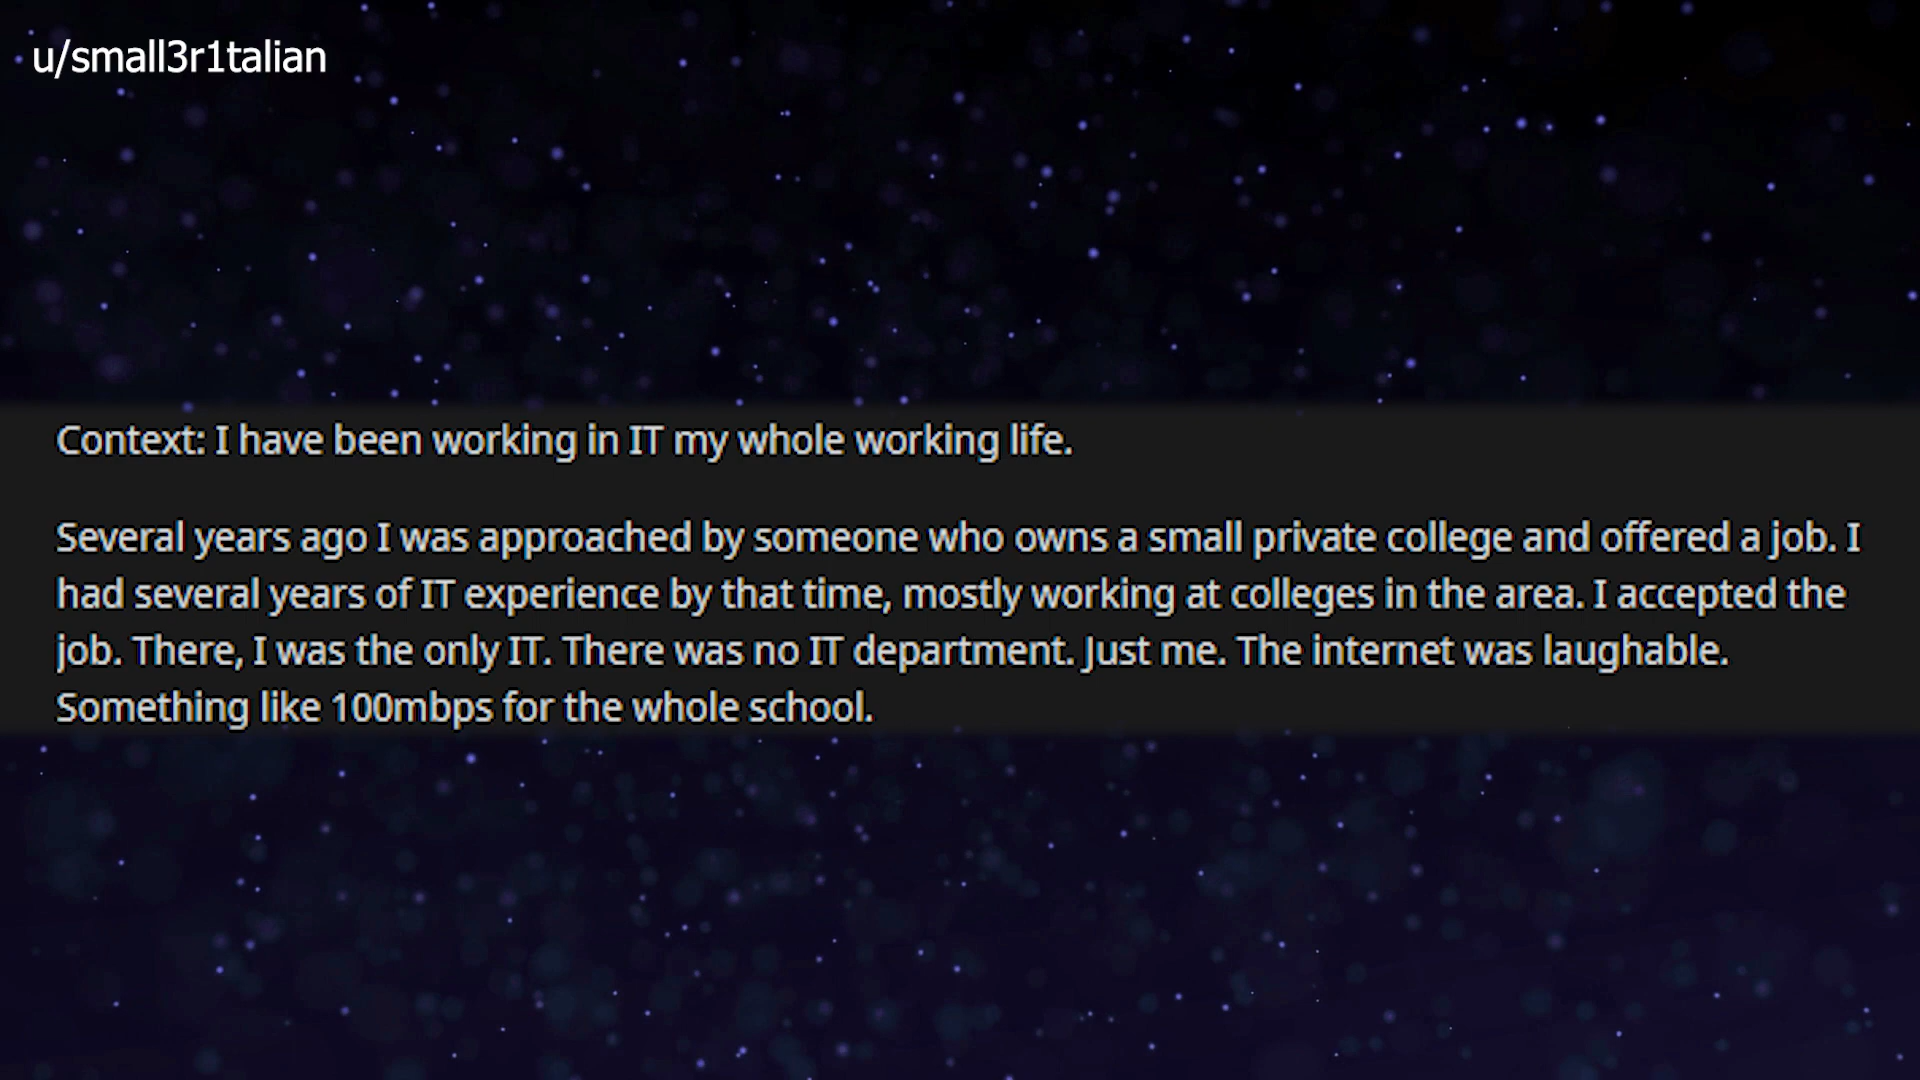 u/small3r1talian
Context: I have been working in IT my whole working life.
Several years ago I was approached by someone who owns a small private college and offered a job. I
had several years of IT experience by that time, mostly working at colleges in the area. I accepted the
job. There, I was the only IT. There was no IT department. Just me. The internet was laughable.
Something like 100mbps for the whole school.